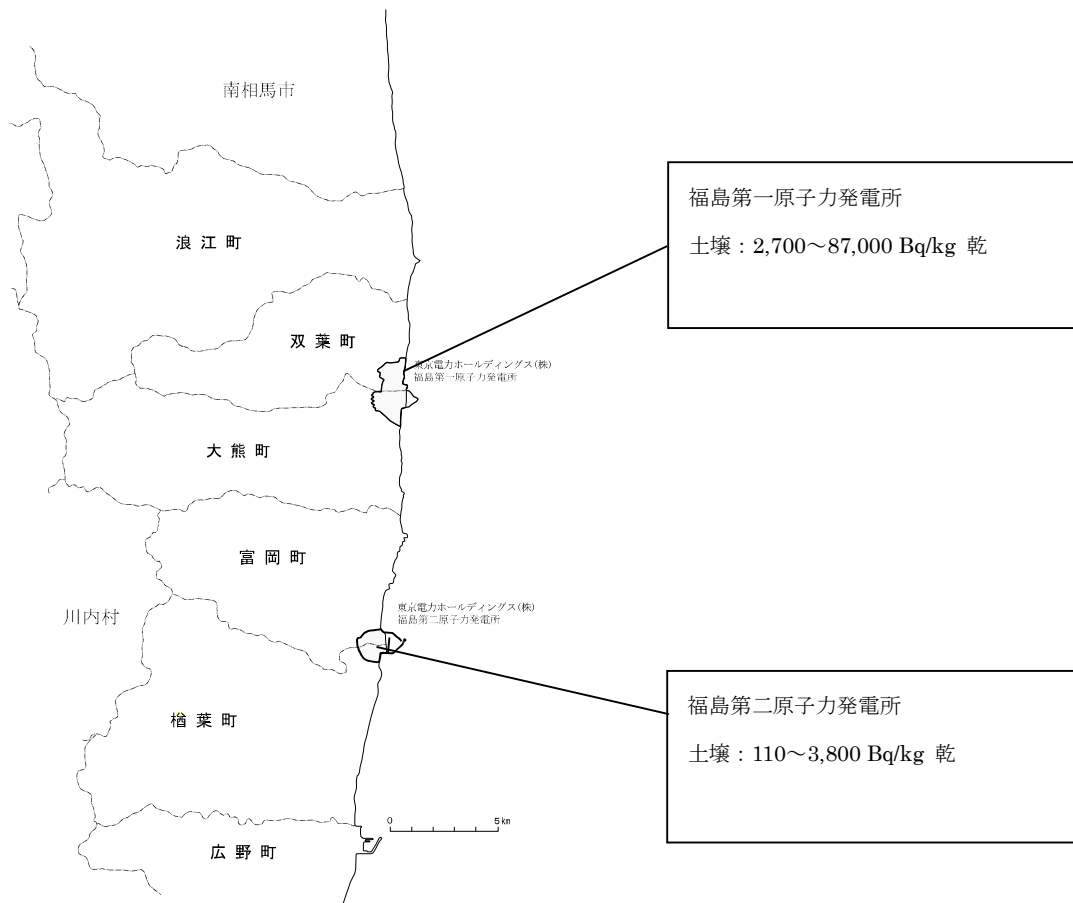 南相馬市
福島第一原子力発電所
土壌：2,700～87,000 Bq/kg 乾
浪 江 町
双 葉 町
東京電力ホールディングス(株)
福島第一原子力発電所
大 熊 町
富 岡 町
東京電力ホールディングス(株)
福島第二原子力発電所
川内村
福島第二原子力発電所
土壌：110～3,800 Bq/kg 乾
楢 葉 町
0 5km
広 野 町